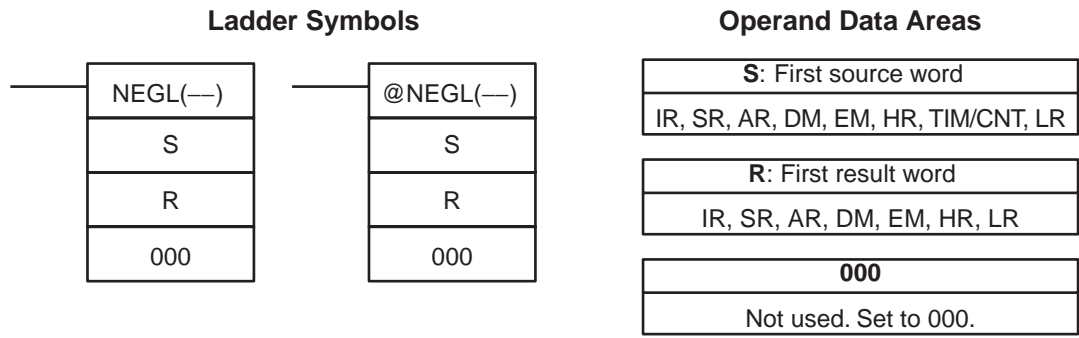 Ladder Symbols
NEGL(––)
S
R
000
@NEGL(––)
S
R
000
Operand Data Areas
S: First source word
IR, SR, AR, DM, EM, HR, TIM/CNT, LR
R: First result word
IR, SR, AR, DM, EM, HR, LR
000
Not used. Set to 000.